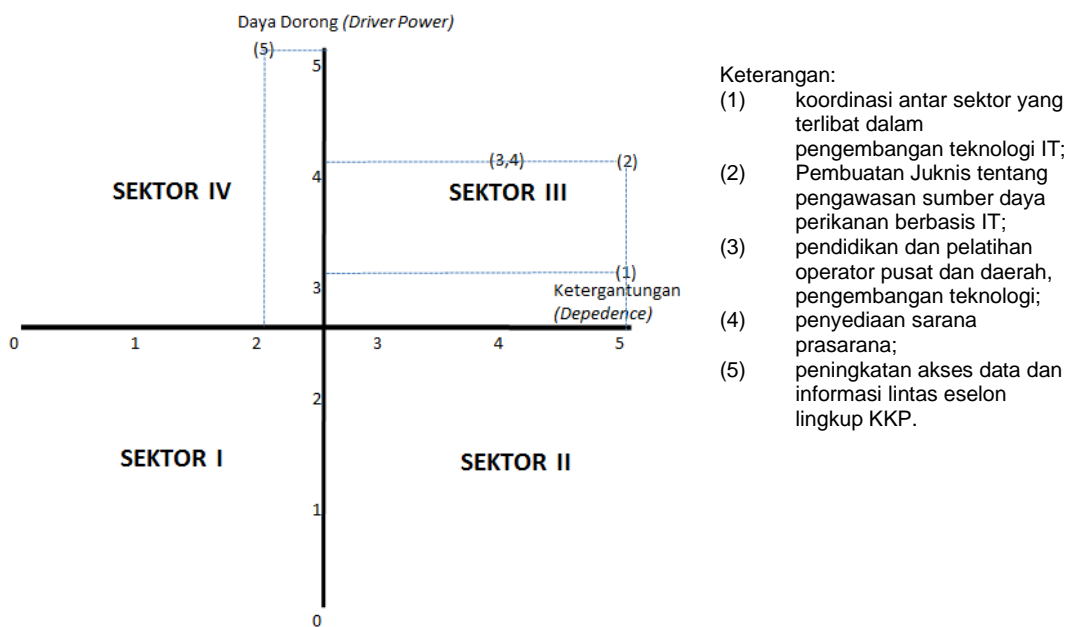 Daya Dorong (Driver Power)
(5)
5
(3,4)
(2)
4
SEKTOR IV
SEKTOR III
(1)
3
Ketergantungan
(Depedence)
0
1
2
3
4
5
2
SEKTOR I
SEKTOR II
1
0
Keterangan:
(1) koordinasi antar sektor yang
terlibat dalam
pengembangan teknologi IT;
(2) Pembuatan Juknis tentang
pengawasan sumber daya
perikanan berbasis IT;
(3) pendidikan dan pelatihan
operator pusat dan daerah,
pengembangan teknologi;
(4) penyediaan sarana
prasarana;
(5) peningkatan akses data dan
informasi lintas eselon
lingkup KKP.